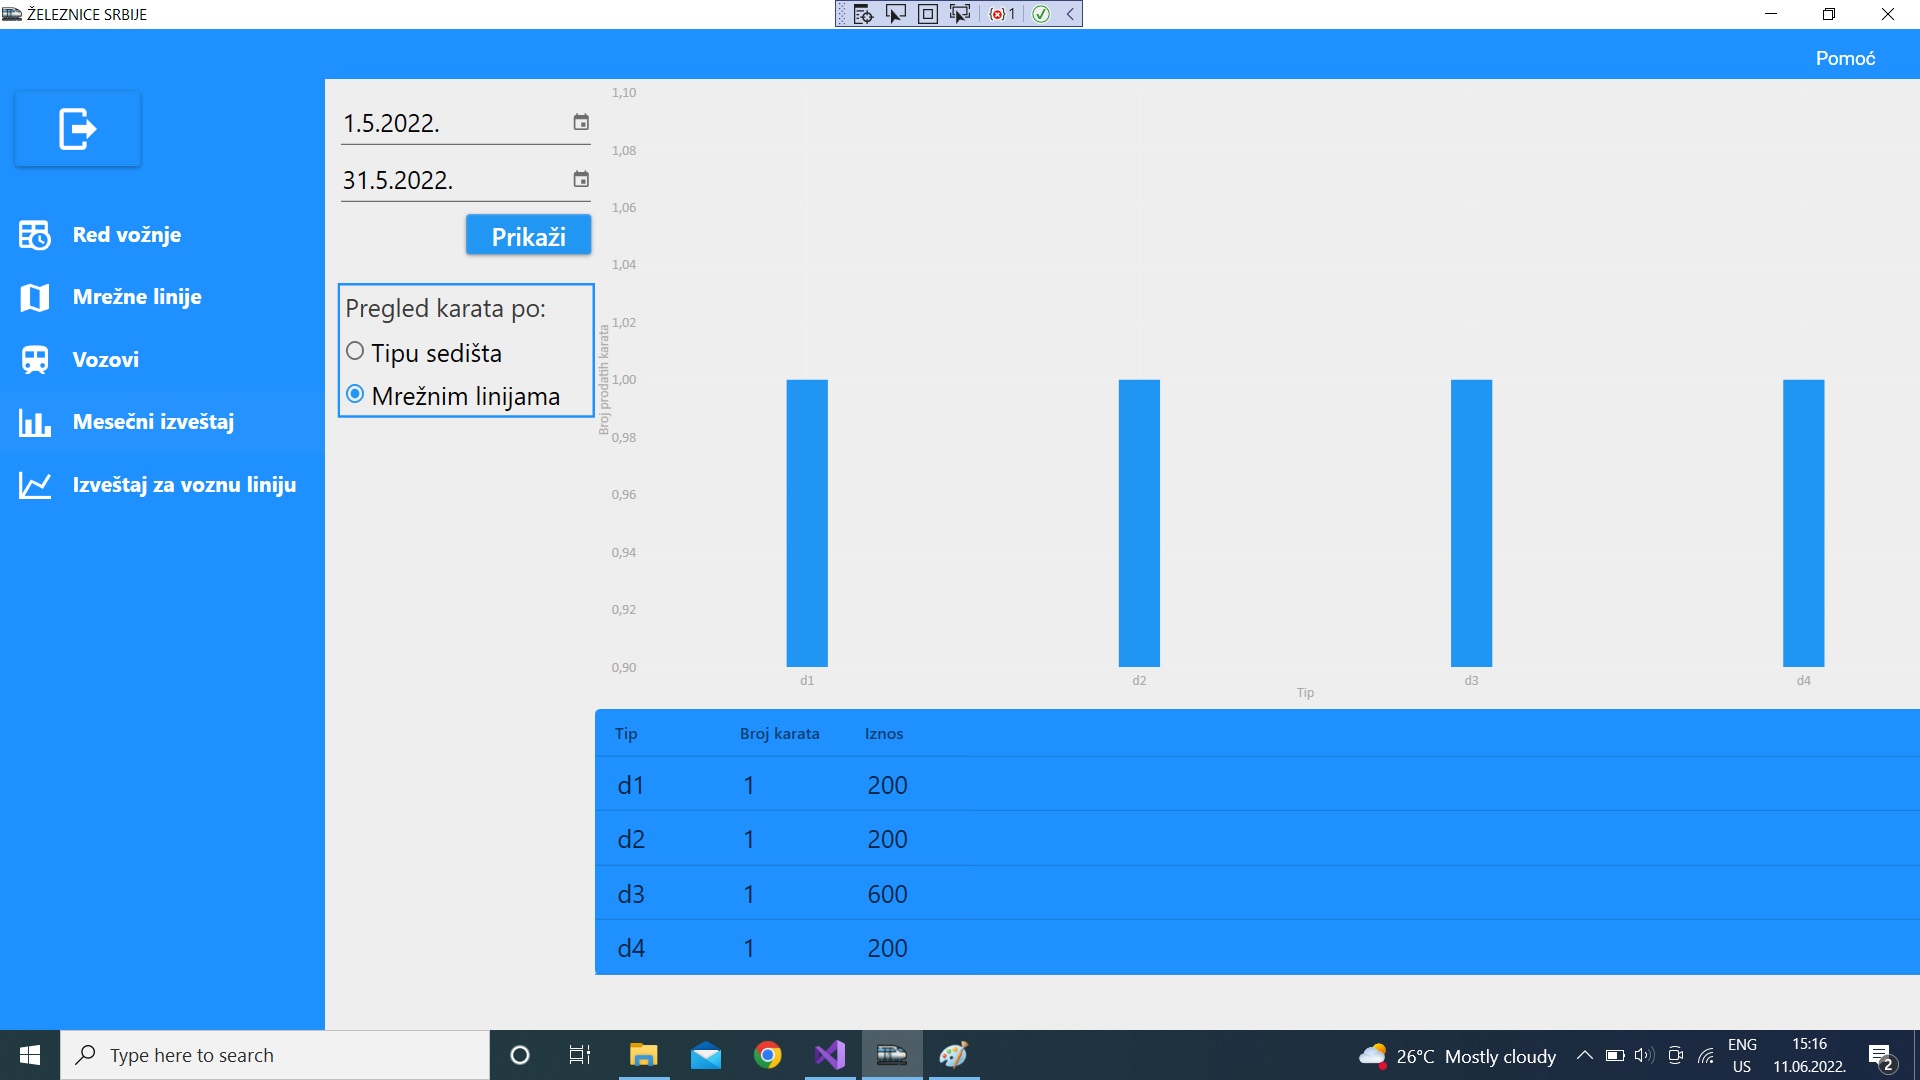 ŽELEZNICE SRBIJE
1
Pomoć
Red vožnje
Mrežne linije
Vozovi
Mesečni izveštaj
Izveštaj za voznu liniju
1.5.2022.
31.5.2022.
Prikaži
Pregled karata po:
Tipu sedišta
Mrežnim linijama
Broj prodatih karata
1,10
1,08
1,06
1,04
1,02
1,00
0,98
0,96
0,94
0,92
0,90
d1 d2 d3 d4
Tip
Tip Broj karata Iznos
d1 1 200
d2 1 200
d3 1 600
d4 1 200
Type here to search
26°C Mostly cloudy
ENG
US
15:16
11.06.2022.
2